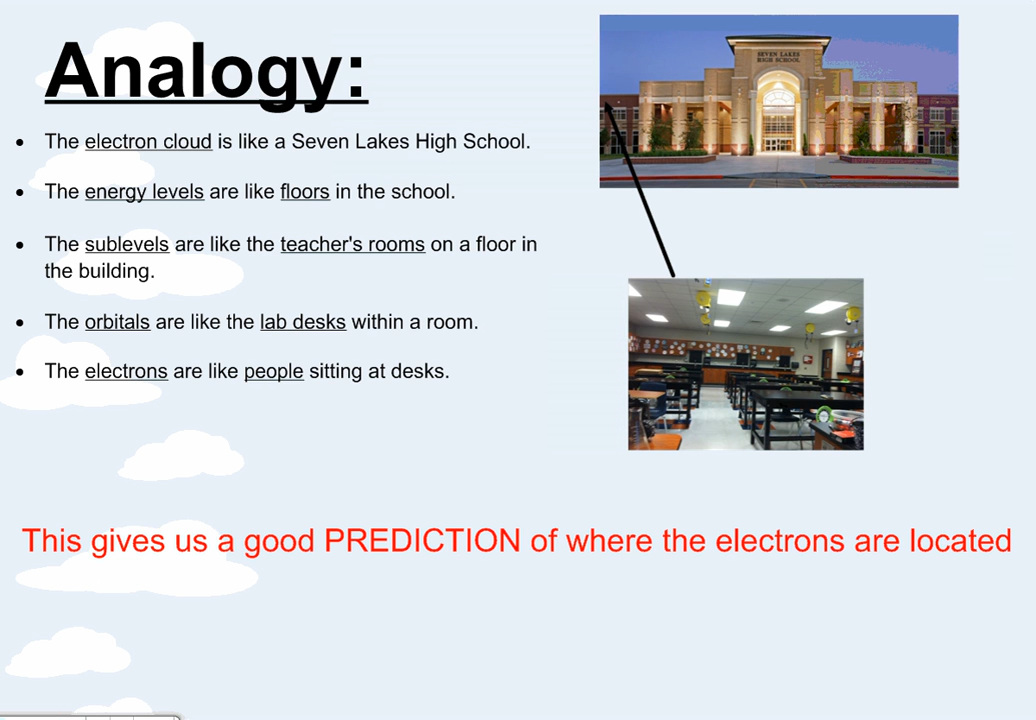 Analogy:
SEVEN LAKES
HIGH SCHOOL
• The electron cloud is like a Seven Lakes High School.
• The energy levels are like floors in the school.
• The sublevels are like the teacher's rooms on a floor in
the building.
• The orbitals are like the lab desks within a room.
• The electrons are like people sitting at desks.
This gives us a good PREDICTION of where the electrons are located